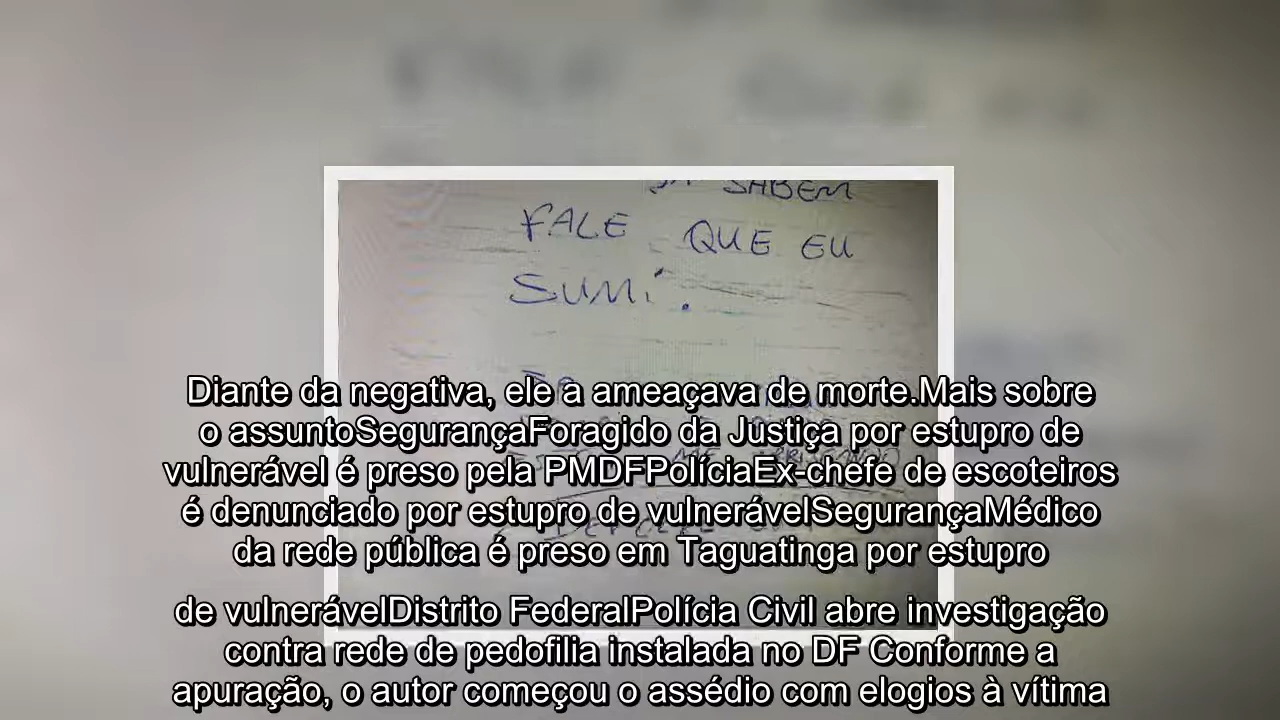 JÁ SABEM
FALE QUE EU
SUMI.
Diante da negativa, ele a ameaçava de morte.Mais sobre
o assuntoSegurançaForagido da Justiça por estupro de
vulnerável é preso pela PMDFPolíciaEx-chefe de escoteiros
é denunciado por estupro de vulnerávelSegurançaMédico
da rede pública é preso em Taguatinga por estupro
de vulnerávelDistrito FederalPolícia Civil abre investigação
contra rede de pedofilia instalada no DF Conforme a
apuração, o autor começou o assédio com elogios à vítima